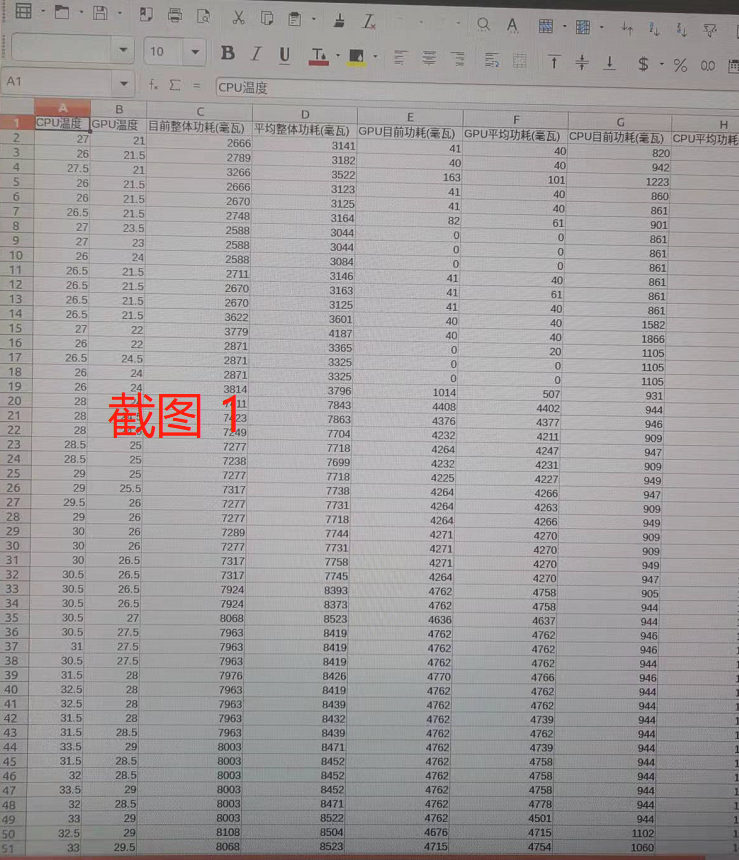 10 B I U $ % 0.0
A1 fx Σ = CPU温度
A B C D E F G H
1 CPU温度 GPU温度 目前整体功耗(毫瓦) 平均整体功耗(毫瓦) GPU目前功耗(毫瓦) GPU平均功耗(毫瓦) CPU目前功耗(毫瓦) CPU平均功耗
2 27 21 2666 3141 41 40 820
3 26 21.5 2789 3182 40 40 942
4 27.5 21 3266 3522 163 101 1223
5 26 21.5 2666 3123 41 40 860
6 26 21.5 2670 3125 41 40 861
7 26.5 21.5 2748 3164 82 61 901
8 27 23.5 2588 3044 0 0 861
9 27 23 2588 3044 0 0 861
10 26 24 2588 3084 0 0 861
11 26.5 21.5 2711 3146 41 40 861
12 26.5 21.5 2670 3163 41 61 861
13 26.5 21.5 2670 3125 41 40 861
14 26.5 21.5 3622 3601 40 40 1582
15 27 22 3779 4187 40 40 1866
16 26 22 2871 3365 0 20 1105
17 26.5 24.5 2871 3325 0 0 1105
18 26 24 2871 3325 0 0 1105
19 26 24 3814 3796 1014 507 931
20 28 7843 4408 4402 944
21 28 7423 7863 4376 4377 946
截图 1
22 28 7249 7704 4232 4211 909
23 28.5 25 7277 7718 4264 4247 947
24 28.5 25 7238 7699 4232 4231 909
25 29 25 7277 7718 4225 4227 949
26 29 25.5 7317 7738 4264 4266 947
27 29.5 26 7277 7731 4264 4263 909
28 29 26 7277 7718 4264 4266 949
29 30 26 7289 7744 4271 4270 909
30 30 26 7277 7731 4271 4270 909
31 30 26.5 7317 7758 4271 4270 949
32 30.5 26.5 7317 7745 4264 4270 947
33 30.5 26.5 7924 8393 4762 4758 905
34 30.5 26.5 7924 8373 4762 4758 944
35 30.5 27 8068 8523 4636 4637 944
36 30.5 27.5 7963 8419 4762 4762 946
37 31 27.5 7963 8419 4762 4762 946
38 30.5 27.5 7963 8419 4762 4762 944
39 31.5 28 7976 8426 4770 4766 946
40 32.5 28 7963 8419 4762 4762 944
41 32.5 28 7963 8439 4762 4762 944
42 31.5 28 7963 8432 4762 4739 944
43 31.5 28.5 7963 8439 4762 4762 944
44 33.5 29 8003 8471 4762 4739 944
45 31.5 28.5 8003 8452 4762 4758 944
46 32 28.5 8003 8452 4762 4758 944
47 33.5 29 8003 8452 4762 4758 944
48 32 28.5 8003 8471 4762 4778 944
49 33 29 8003 8522 4762 4501 944
50 32.5 29 8108 8504 4676 4715 1102
51 33 29.5 8068 8523 4715 4754 1060